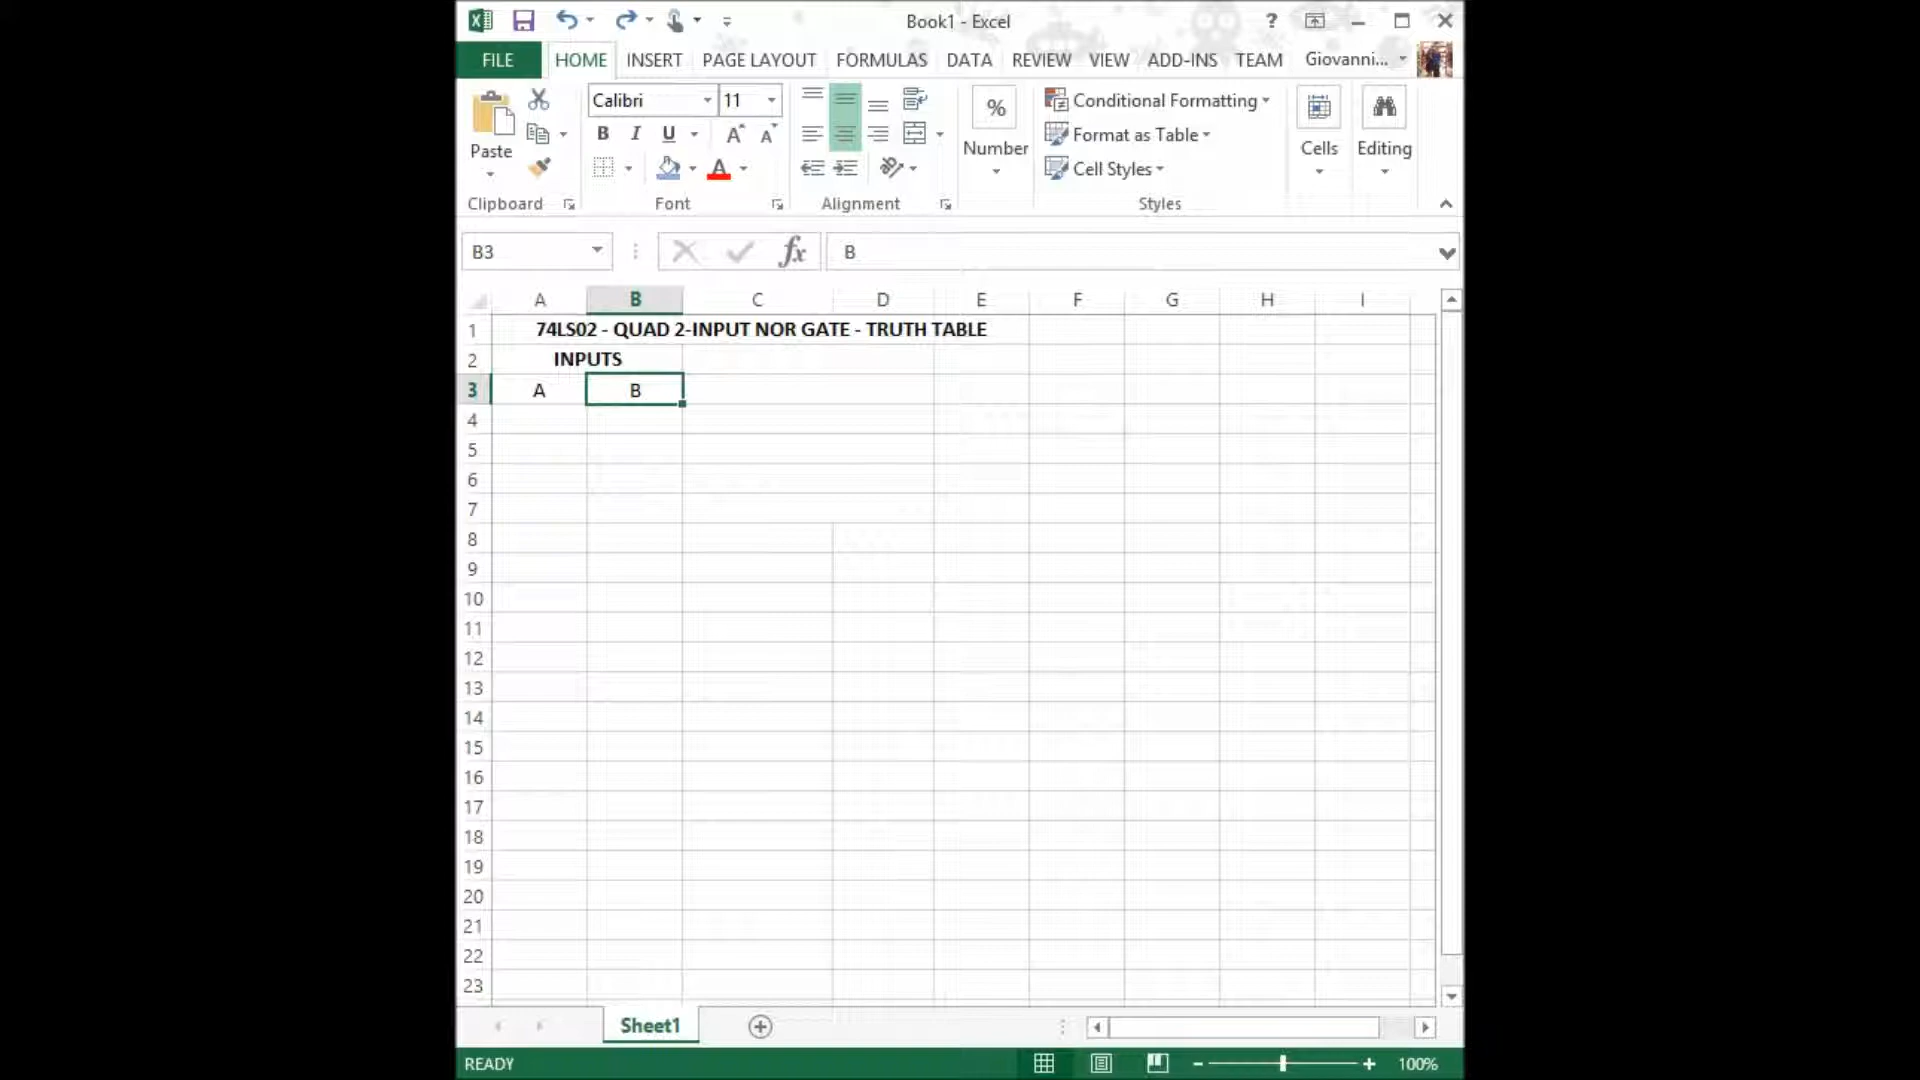 Book1 - Excel
?
FILE HOME INSERT PAGE LAYOUT FORMULAS DATA REVIEW VIEW ADD-INS TEAM Giovanni...
Calibri 11
Paste
B I U A A
A
%
Number
Conditional Formatting
Format as Table
Cell Styles
Cells
Editing
Clipboard Font Alignment Styles
B3 fx B
A B C D E F G H I
1 74LS02 - QUAD 2-INPUT NOR GATE - TRUTH TABLE
2 INPUTS
3 A B
4
5
6
7
8
9
10
11
12
13
14
15
16
17
18
19
20
21
22
23
Sheet1
READY 100%